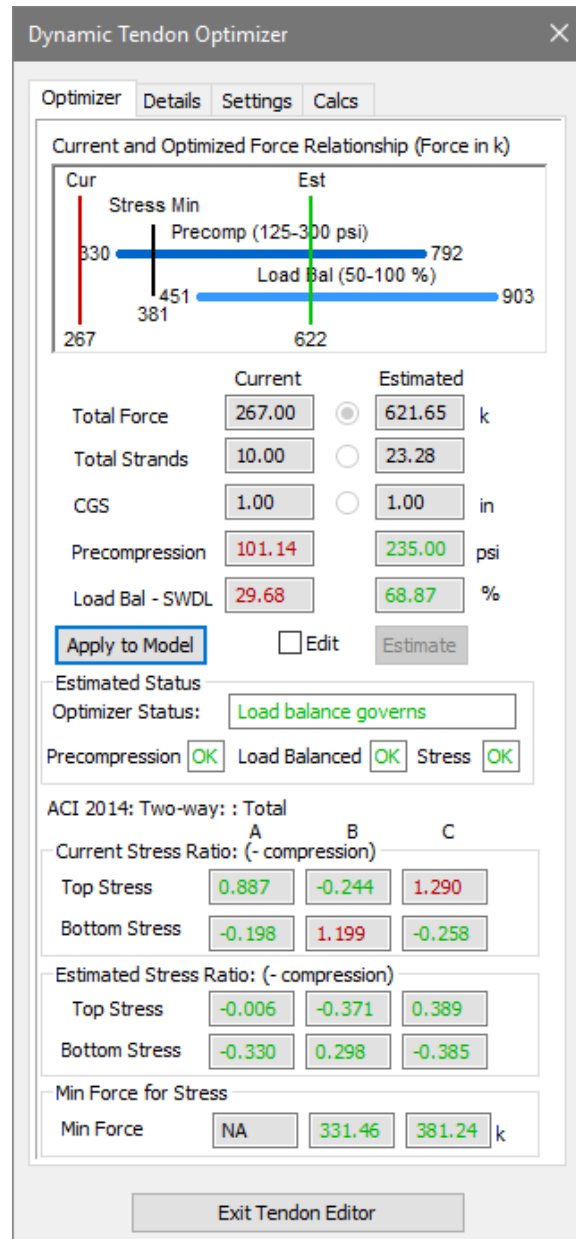 Dynamic Tendon Optimizer
Optimizer Details Settings Calcs
Current and Optimized Force Relationship (Force in k)
Cur Est
Stress Min
Precomp (125-300 psi)
330 792
Load Bal (50-100 %)
451 903
381
267 622
Current Estimated
Total Force 267.00 621.65 k
Total Strands 10.00 23.28
CGS 1.00 1.00 in
Precompression 101.14 235.00 psi
Load Bal - SWDL 29.68 68.87 %
Apply to Model Edit Estimate
Estimated Status
Optimizer Status: Load balance governs
Precompression OK Load Balanced OK Stress OK
ACI 2014: Two-way: : Total
A B C
Current Stress Ratio: (- compression)
Top Stress 0.887 -0.244 1.290
Bottom Stress -0.198 1.199 -0.258
Estimated Stress Ratio: (- compression)
Top Stress -0.006 -0.371 0.389
Bottom Stress -0.330 0.298 -0.385
Min Force for Stress
Min Force NA 331.46 381.24 k
Exit Tendon Editor